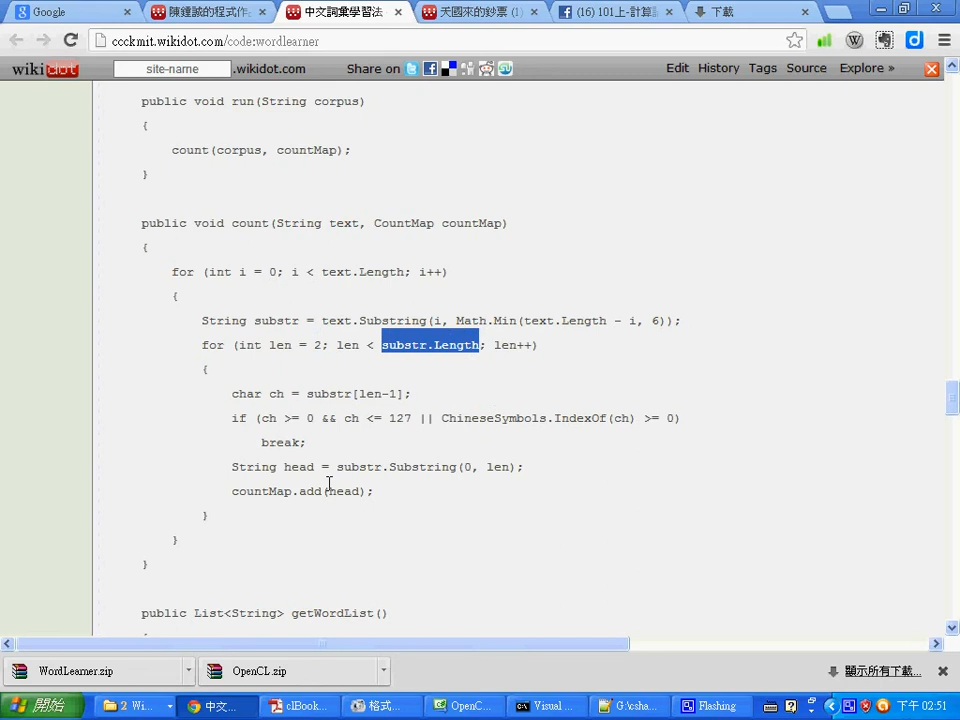 Google
陳鍾誠的程式作
中文詞彙學習法
天國來的鈔票 (1)
(16) 101上-計算
下載
ccckmit.wikidot.com/code:wordlearner
wikidot
site-name
.wikidot.com
Share on
Edit
History
Tags
Source
Explore »
public void run(String corpus)
{
count(corpus, countMap);
}
public void count(String text, CountMap countMap)
{
for (int i = 0; i < text.Length; i++)
{
String substr = text.Substring(i, Math.Min(text.Length - i, 6));
for (int len = 2; len < substr.Length; len++)
{
char ch = substr[len-1];
if (ch >= 0 && ch <= 127 || ChineseSymbols.IndexOf(ch) >= 0)
break;
String head = substr.Substring(0, len);
countMap.add(head);
}
}
}
public List<String> getWordList()
WordLearner.zip
OpenCL.zip
顯示所有下載...
開始
2 Wi...
中文...
clBook...
格式...
OpenC...
Visual ...
G:\csha...
Flashing
下午 02:51